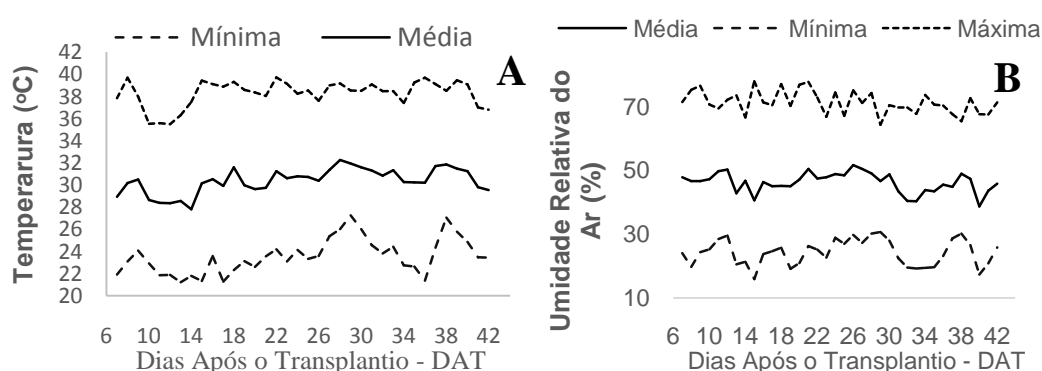 Mínima Média
42
40
38
36
34
32
30
28
26
24
22
20
Temperarura (ºC)
A
6 10 14 18 22 26 30 34 38 42
Dias Após o Transplantio - DAT
Média Mínima Máxima
70
50
30
10
Umidade Relativa do
Ar (%)
B
6 10 14 18 22 26 30 34 38 42
Dias Após o Transplantio - DAT